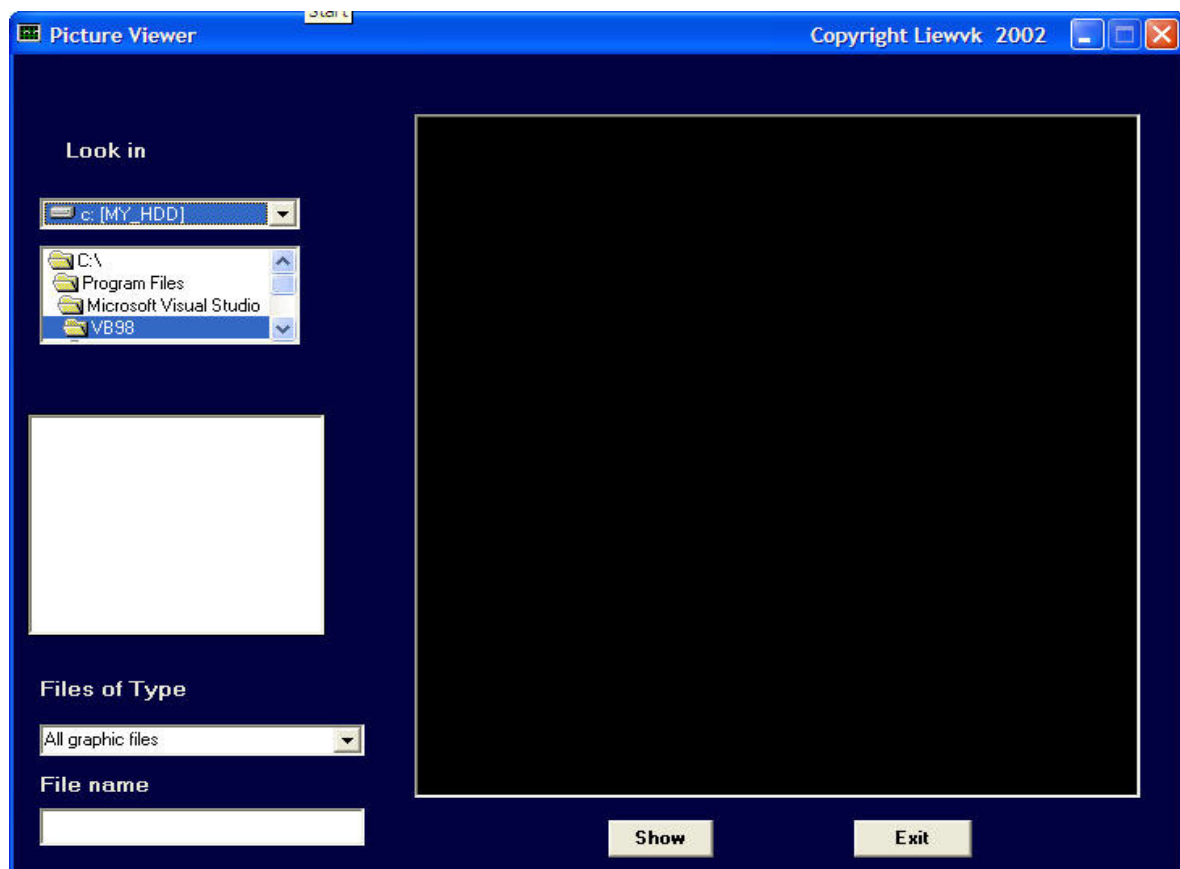 Start
Picture Viewer
Copyright Liewvk 2002
Look in
c: [MY_HDD]
C:\
Program Files
Microsoft Visual Studio
VB98
Files of Type
All graphic files
File name
Show
Exit